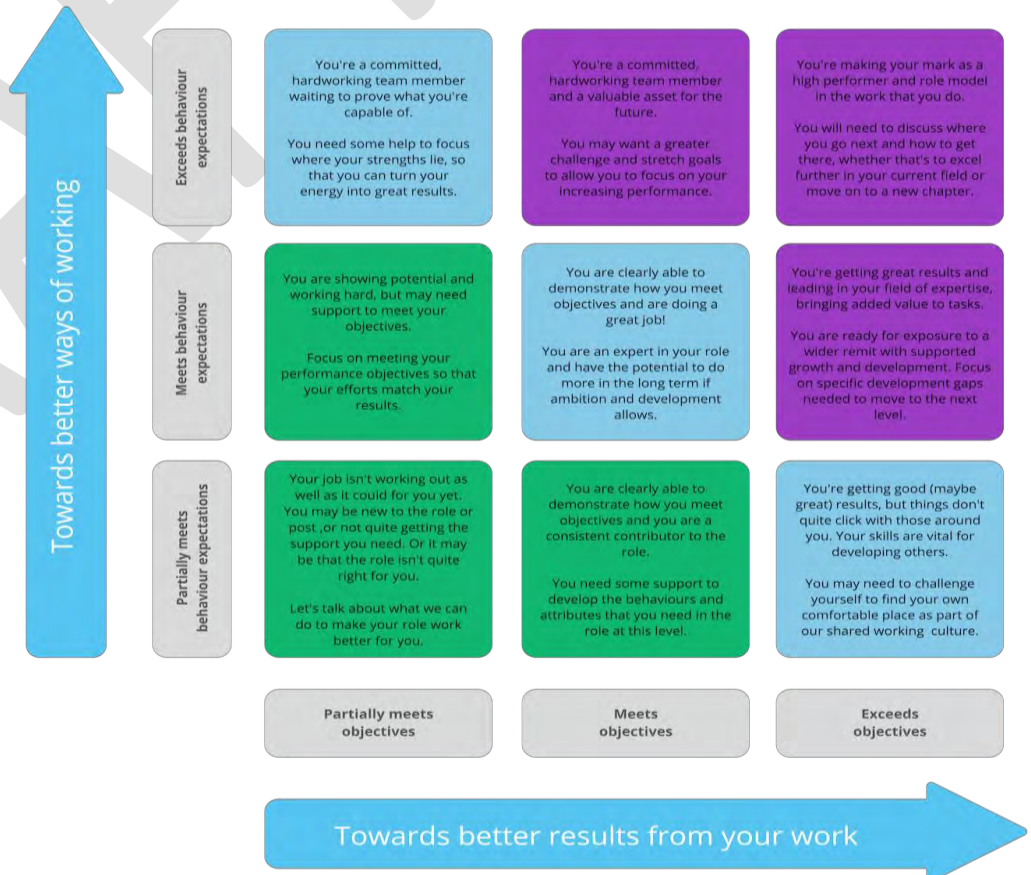 Towards better ways of working
Exceeds behaviour
expectations
You're a committed,
hardworking team member
waiting to prove what you're
capable of.
You need some help to focus
where your strengths lie, so
that you can turn your
energy into great results.
You're a committed,
hardworking team member
and a valuable asset for the
future.
You may want a greater
challenge and stretch goals
to allow you to focus on your
increasing performance.
You're making your mark as a
high performer and role model
in the work that you do.
You will need to discuss where
you go next and how to get
there, whether that's to excel
further in your current field or
move on to a new chapter.
Meets behaviour
expectations
You are showing potential and
working hard, but may need
support to meet your
objectives.
Focus on meeting your
performance objectives so that
your efforts match your
results.
You are clearly able to
demonstrate how you meet
objectives and are doing a
great job!
You are an expert in your role
and have the potential to do
more in the long term if
ambition and development
allows.
You're getting great results and
leading in your field of expertise,
bringing added value to tasks.
You are ready for exposure to a
wider remit with supported
growth and development. Focus
on specific development gaps
needed to move to the next
level.
Partially meets
behaviour expectations
Your job isn't working out as
well as it could for you yet.
You may be new to the role or
post ,or not quite getting the
support you need. Or it may
be that the role isn't quite
right for you.
Let's talk about what we can
do to make your role work
better for you.
You are clearly able to
demonstrate how you meet
objectives and you are a
consistent contributor to the
role.
You need some support to
develop the behaviours and
attributes that you need in the
role at this level.
You're getting good (maybe
great) results, but things don't
quite click with those around
you. Your skills are vital for
developing others.
You may need to challenge
yourself to find your own
comfortable place as part of
our shared working culture.
Partially meets
objectives
Meets
objectives
Exceeds
objectives
Towards better results from your work